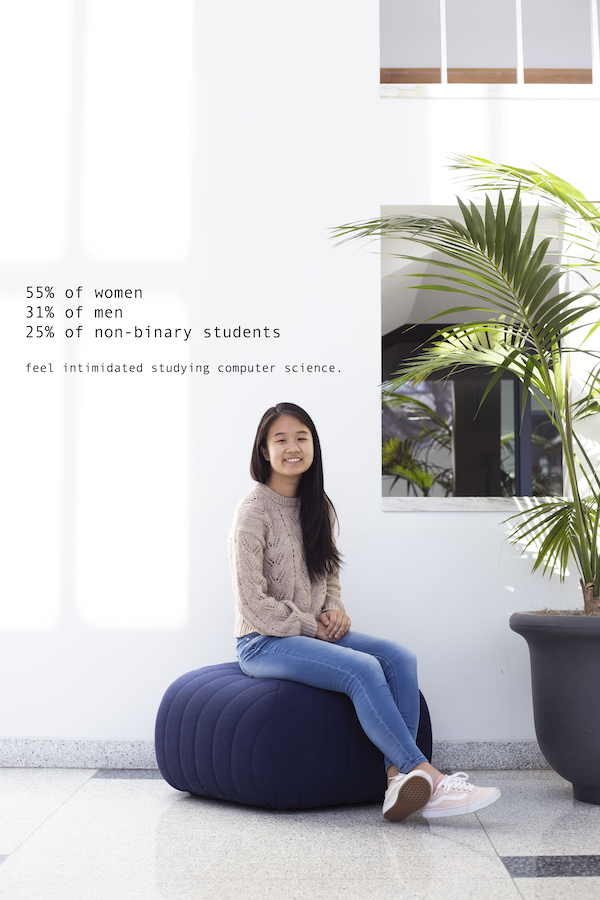 55% of women
31% of men
25% of non-binary students
feel intimidated studying computer science.